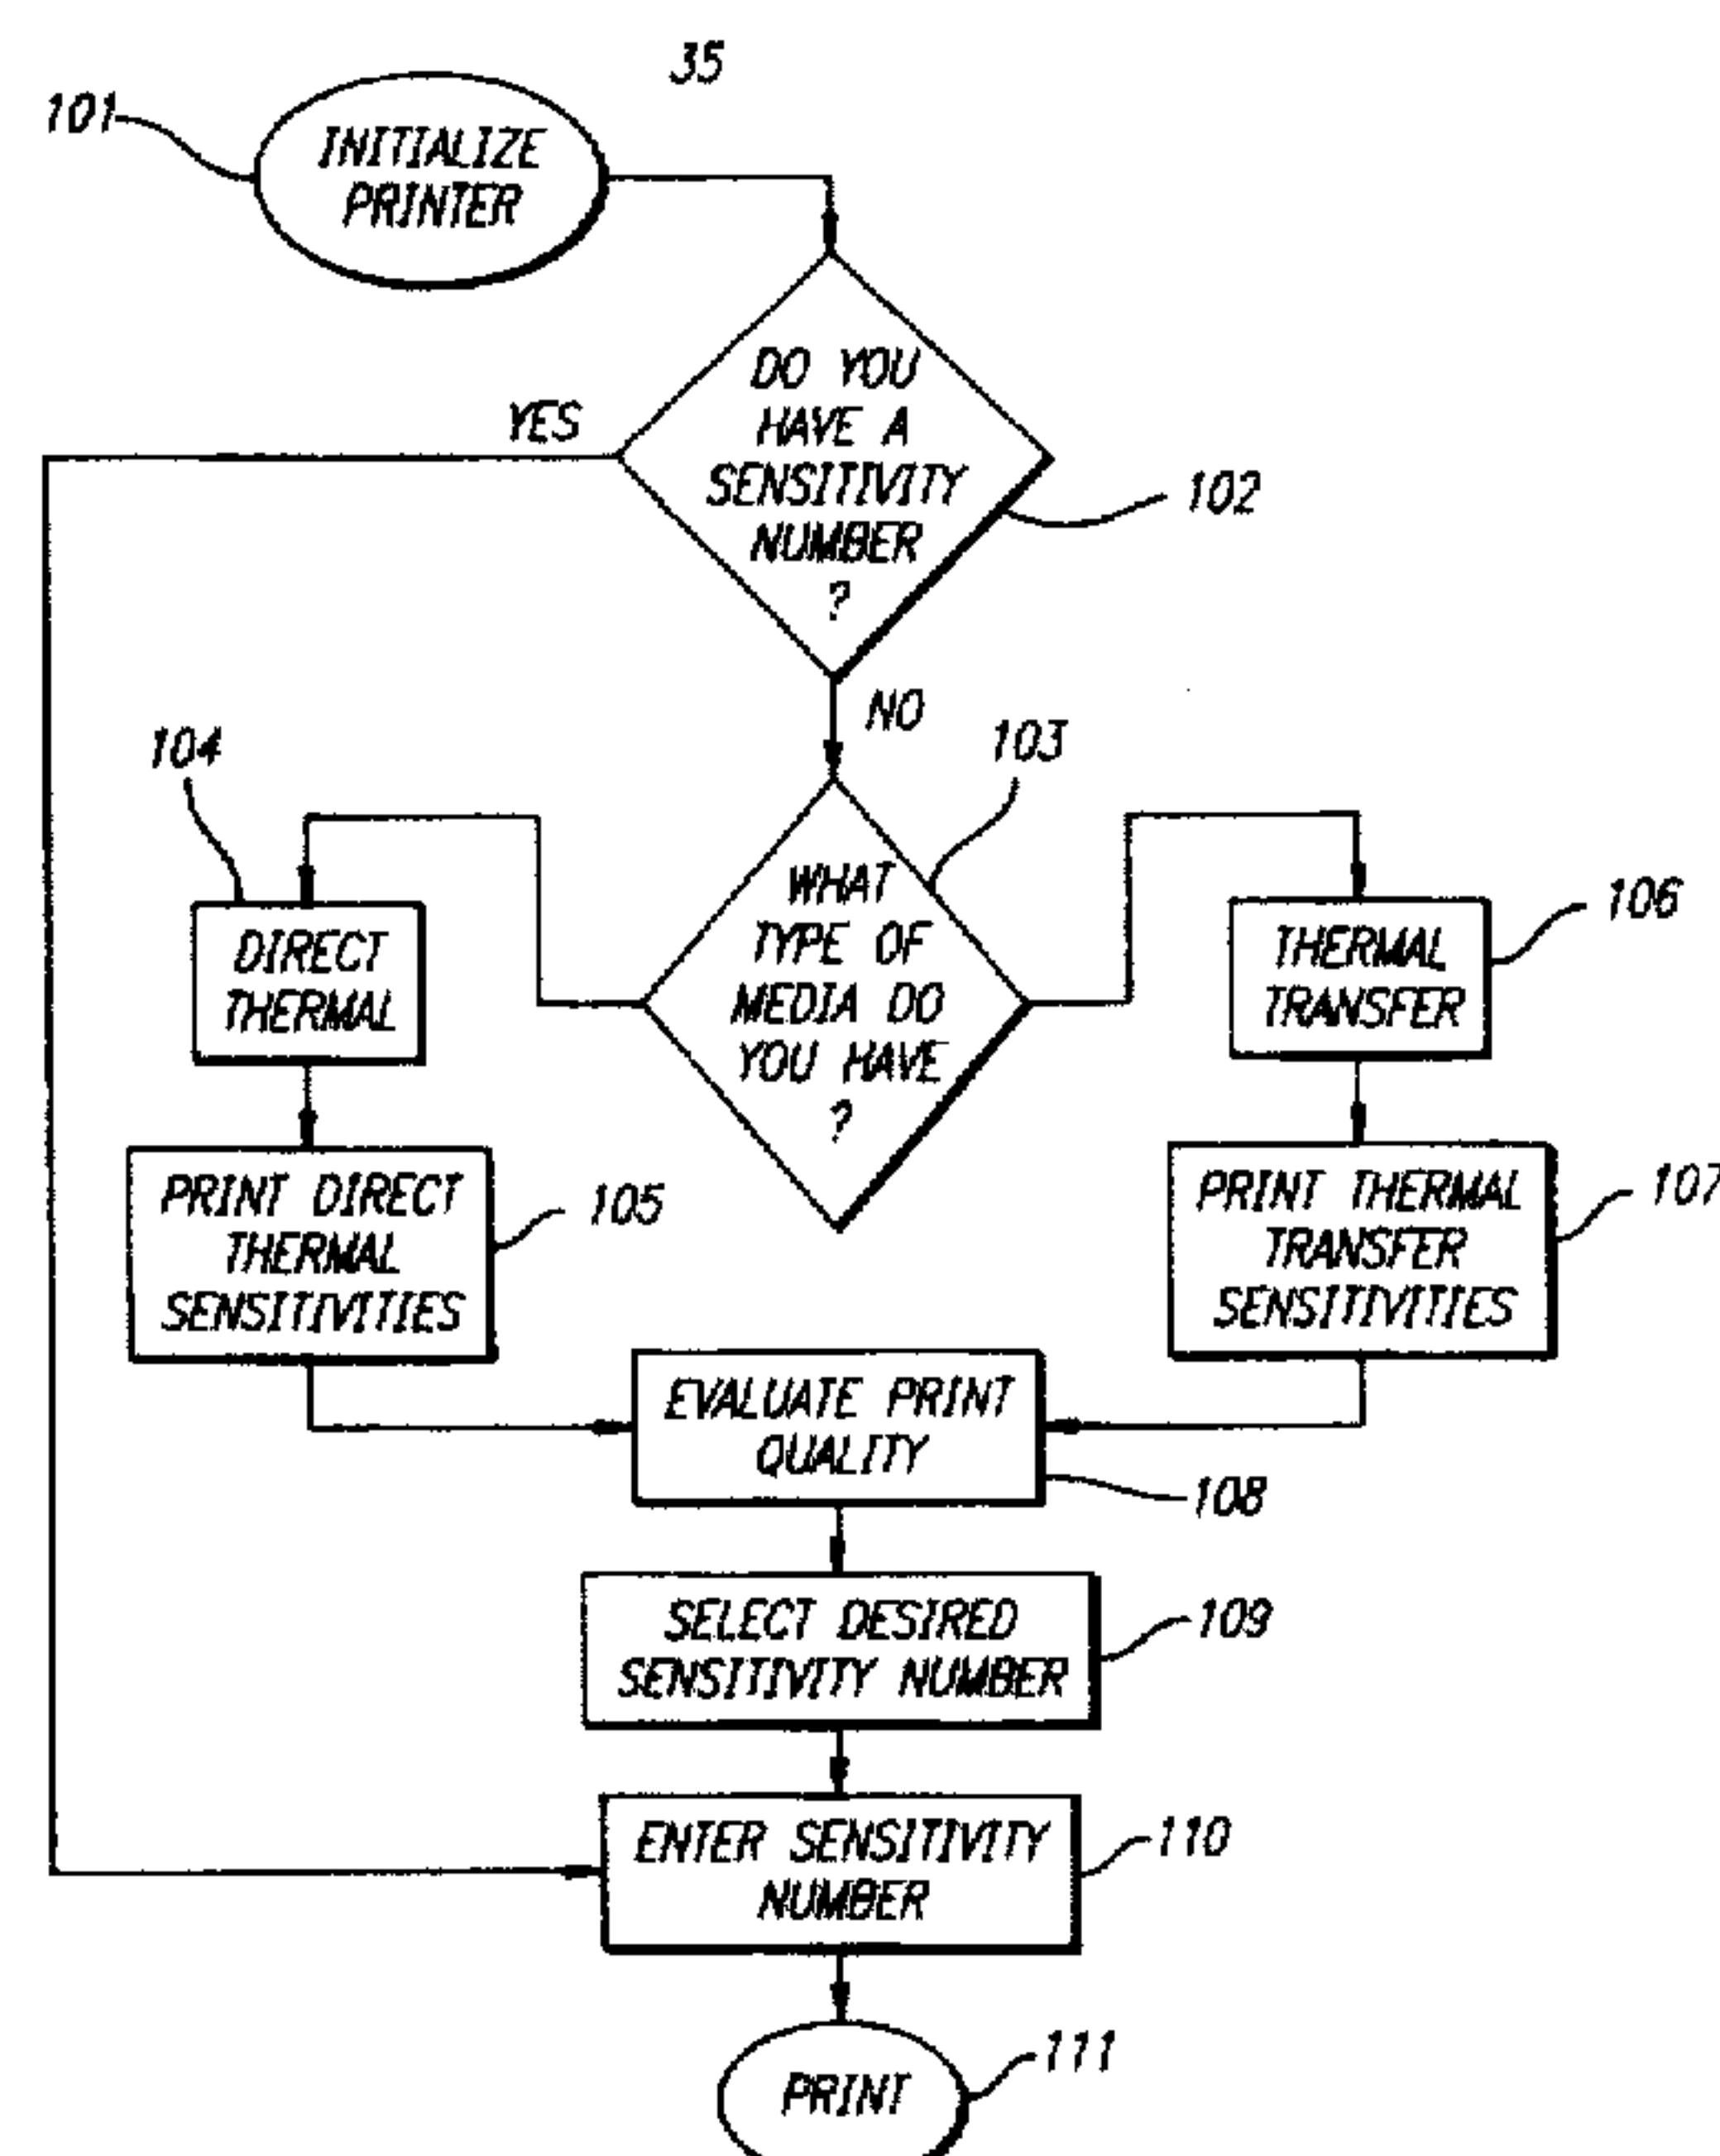 35
101
INITIALIZE
PRINTER
DO YOU
HAVE A
SENSITIVITY
NUMBER
?
YES
102
NO
103
104
WHAT
TYPE OF
MEDIA DO
YOU HAVE
?
DIRECT
THERMAL
THERMAL
TRANSFER
106
PRINT DIRECT
THERMAL
SENSITIVITIES
105
PRINT THERMAL
TRANSFER
SENSITIVITIES
107
EVALUATE PRINT
QUALITY
108
SELECT DESIRED
SENSITIVITY NUMBER
109
ENTER SENSITIVITY
NUMBER
110
PRINT
111